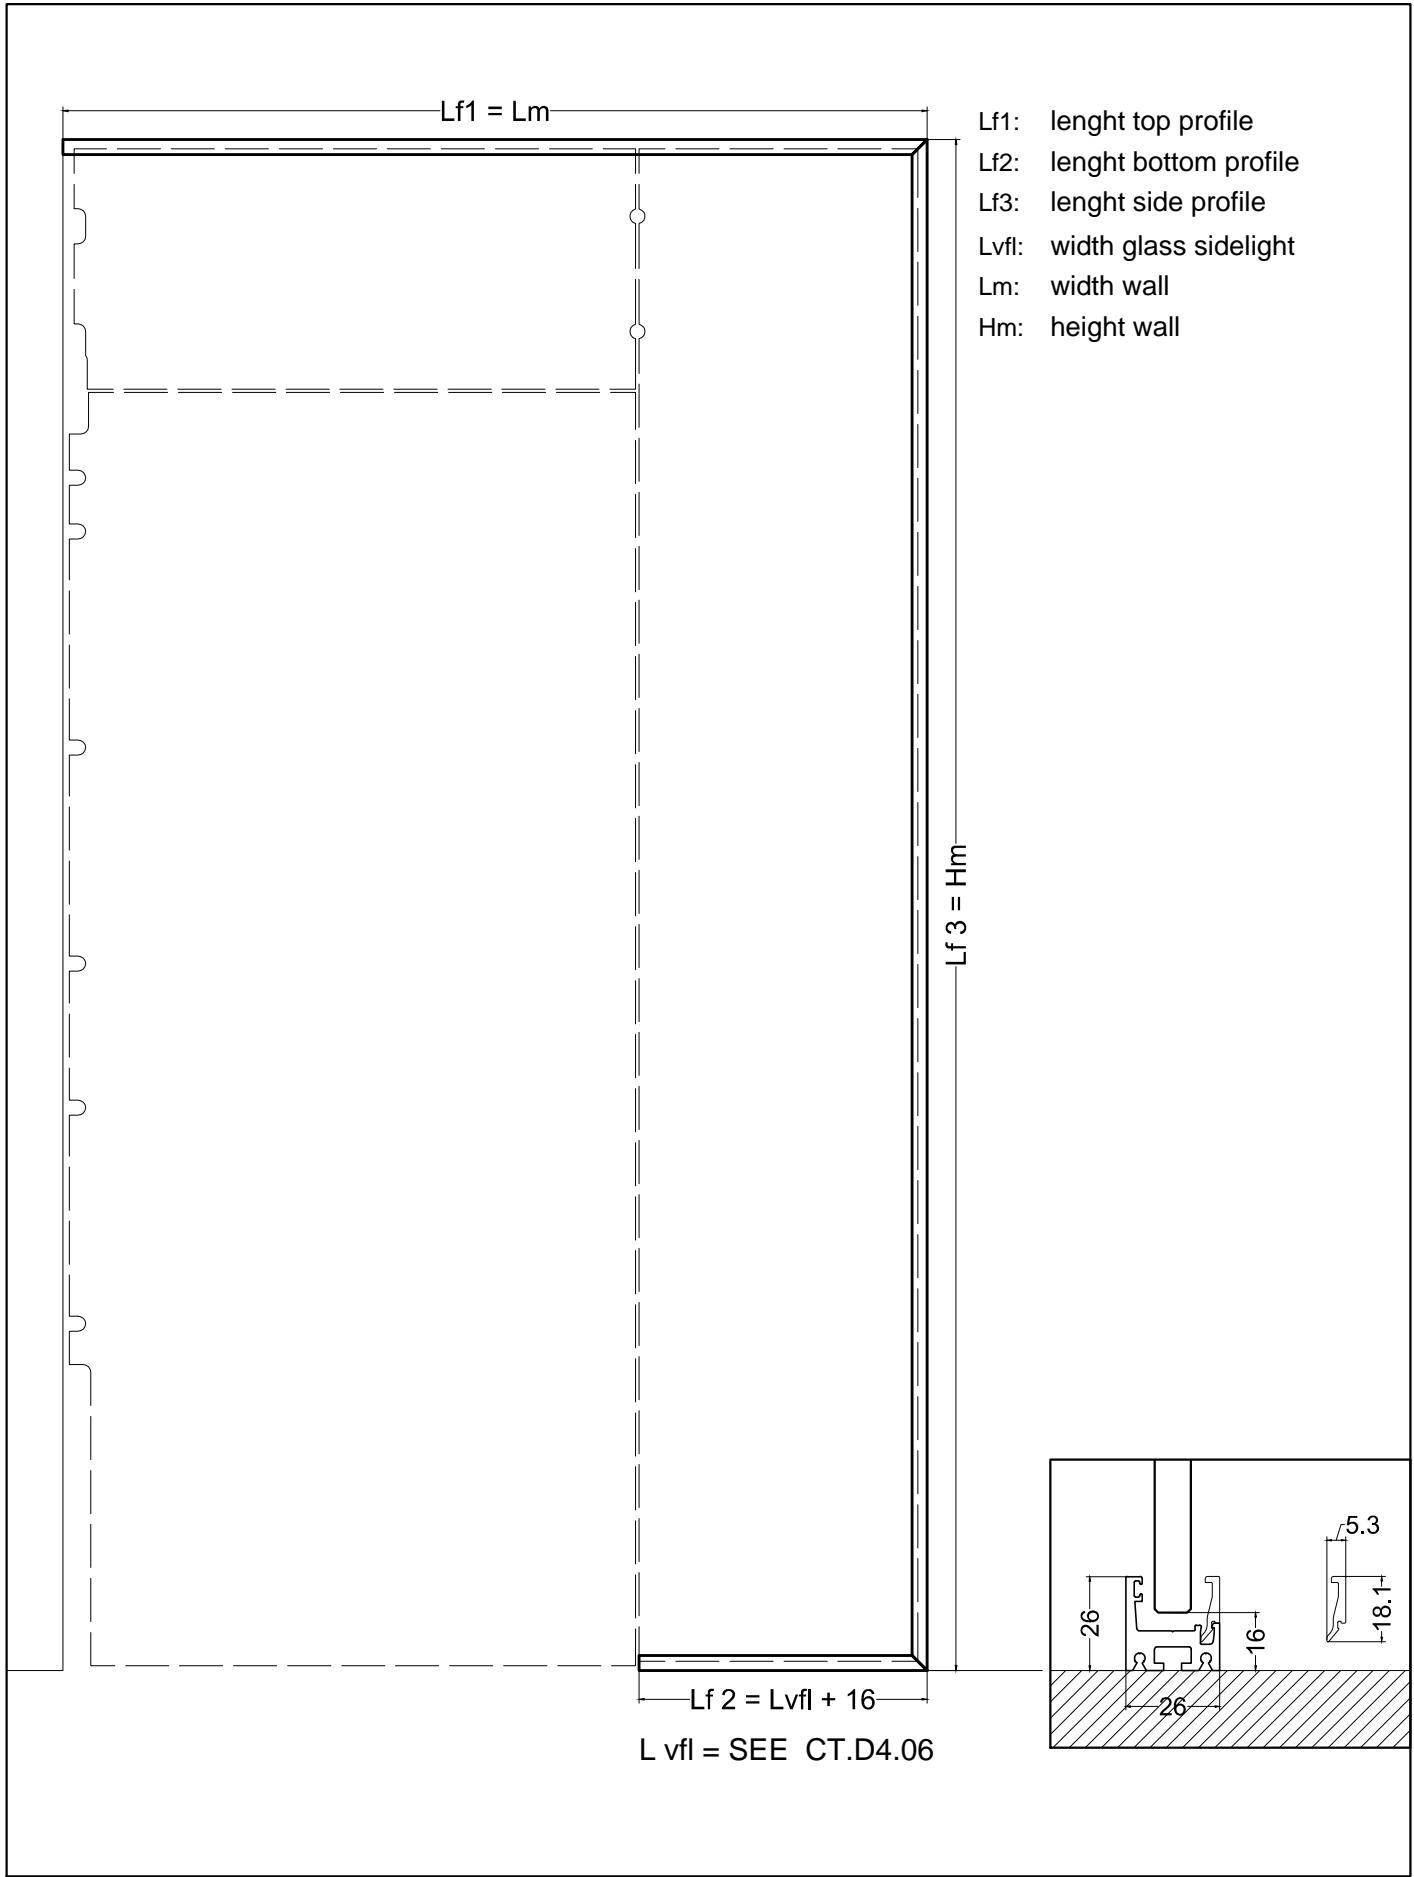 Lf1 = Lm
Lf1: lenght top profile
Lf2: lenght bottom profile
Lf3: lenght side profile
Lvfl: width glass sidelight
Lm: width wall
Hm: height wall
Lf 3 = Hm
5.3
26
16
18.1
26
Lf 2 = Lvfl + 16
L vfl = SEE CT.D4.06